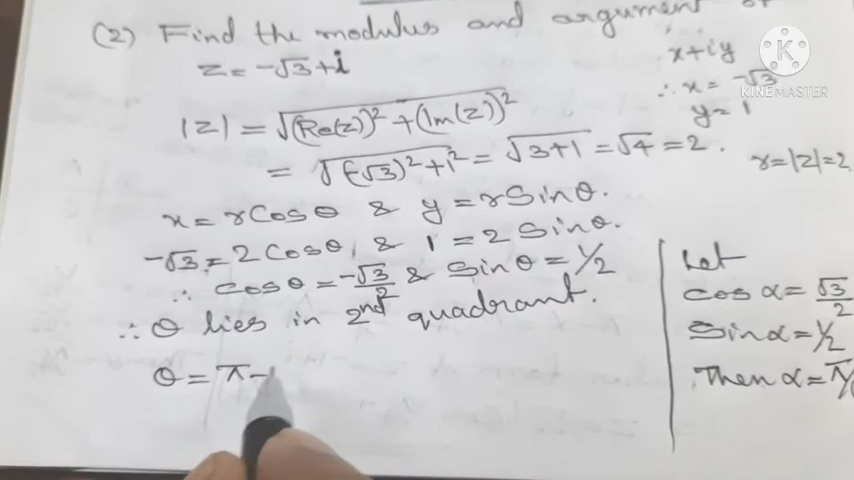 (2) Find the modulus and argument of
z = -√3 + i
|z| = √(Re(z))² + (Im(z))²
= √(-√3)² + 1² = √3+1 = √4 = 2.
x = r Cos θ & y = r Sin θ.
-√3 = 2 Cos θ, & 1 = 2 Sin θ.
∴ cos θ = -√3/2 & Sin θ = 1/2
∴ θ lies in 2nd quadrant.
θ = π -
x + iy
∴ x = -√3
y = 1
r = |z| = 2
Let
cos α = √3/2
Sin α = 1/2
Then α = π/
K
KINEMASTER